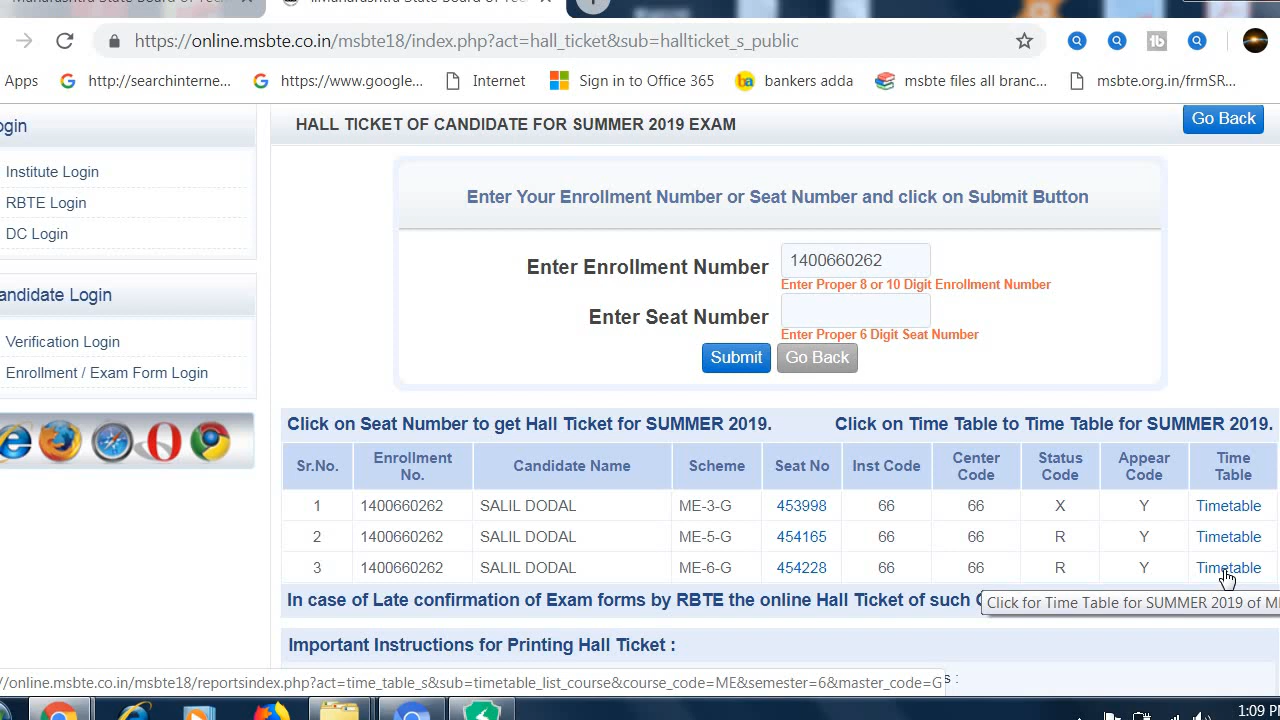 https://online.msbte.co.in/msbte18/index.php?act=hall_ticket&sub=hallticket_s_public
Apps http://searchinterne... https://www.google... Internet Sign in to Office 365 ba bankers adda msbte files all branc... msbte.org.in/frmSR...
ogin
Institute Login
RBTE Login
DC Login
andidate Login
Verification Login
Enrollment / Exam Form Login
HALL TICKET OF CANDIDATE FOR SUMMER 2019 EXAM
Go Back
Enter Your Enrollment Number or Seat Number and click on Submit Button
Enter Enrollment Number 1400660262
Enter Proper 8 or 10 Digit Enrollment Number
Enter Seat Number
Enter Proper 6 Digit Seat Number
Submit Go Back
Click on Seat Number to get Hall Ticket for SUMMER 2019. Click on Time Table to Time Table for SUMMER 2019.
Sr.No. Enrollment No. Candidate Name Scheme Seat No Inst Code Center Code Status Code Appear Code Time Table
1 1400660262 SALIL DODAL ME-3-G 453998 66 66 X Y Timetable
2 1400660262 SALIL DODAL ME-5-G 454165 66 66 R Y Timetable
3 1400660262 SALIL DODAL ME-6-G 454228 66 66 R Y Timetable
In case of Late confirmation of Exam forms by RBTE the online Hall Ticket of such
Click for Time Table for SUMMER 2019 of M
Important Instructions for Printing Hall Ticket :
s :
//online.msbte.co.in/msbte18/reportsindex.php?act=time_table_s&sub=timetable_list_course&course_code=ME&semester=6&master_code=G
1:09 P